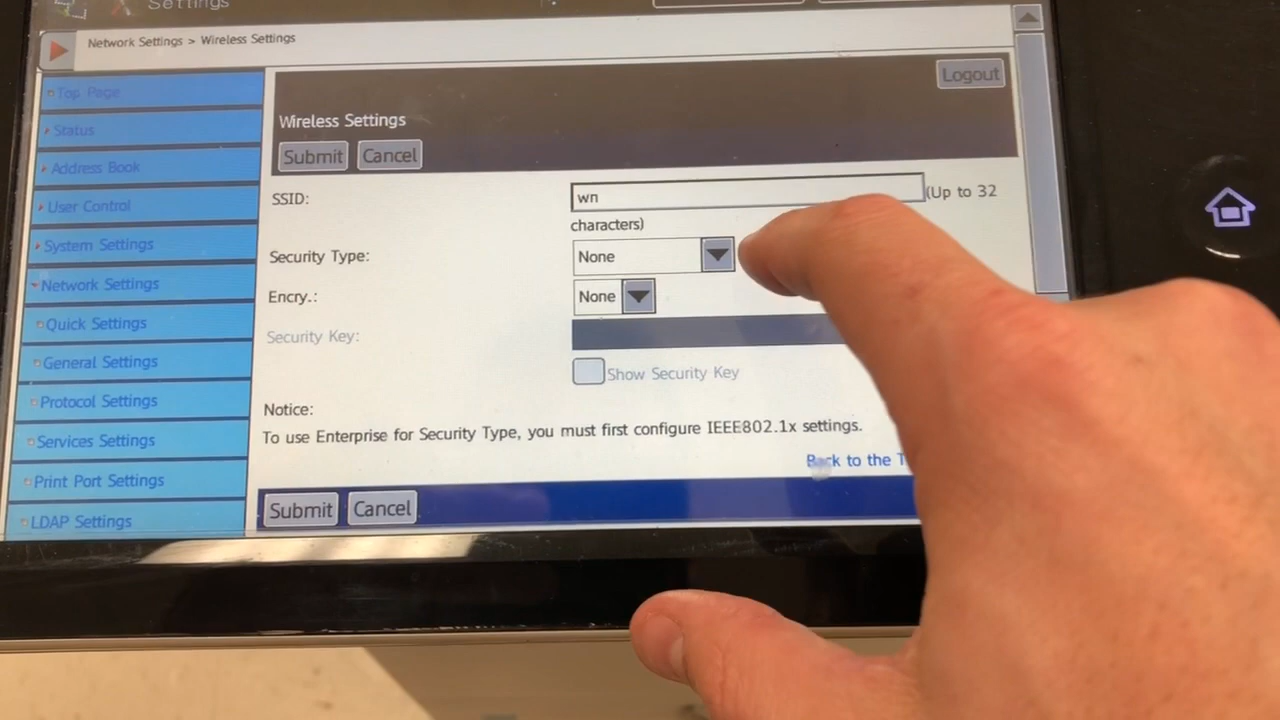 Settings
Network Settings > Wireless Settings
Logout
Top Page
Status
Address Book
User Control
System Settings
Network Settings
Quick Settings
General Settings
Protocol Settings
Services Settings
Print Port Settings
LDAP Settings
Wireless Settings
Submit Cancel
SSID: wn (Up to 32
characters)
Security Type: None
Encry.: None
Security Key:
Show Security Key
Notice:
To use Enterprise for Security Type, you must first configure IEEE802.1x settings.
Back to the T
Submit Cancel